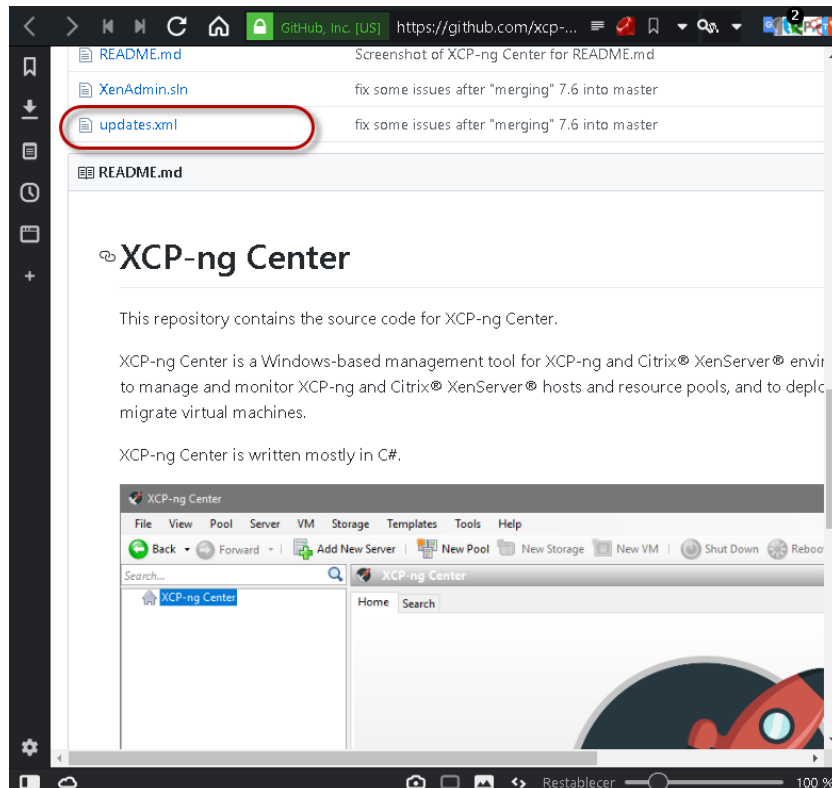 GitHub, Inc. [US] https://github.com/xcp-...
2
README.md Screenshot of XCP-ng Center for README.md
XenAdmin.sln fix some issues after "merging" 7.6 into master
updates.xml fix some issues after "merging" 7.6 into master
README.md
XCP-ng Center
This repository contains the source code for XCP-ng Center.
XCP-ng Center is a Windows-based management tool for XCP-ng and Citrix® XenServer® envir
to manage and monitor XCP-ng and Citrix® XenServer® hosts and resource pools, and to deplo
migrate virtual machines.
XCP-ng Center is written mostly in C#.
XCP-ng Center
File View Pool Server VM Storage Templates Tools Help
Back Forward Add New Server New Pool New Storage New VM Shut Down Reboo
Search... XCP-ng Center
XCP-ng Center Home Search
Restablecer 100 %